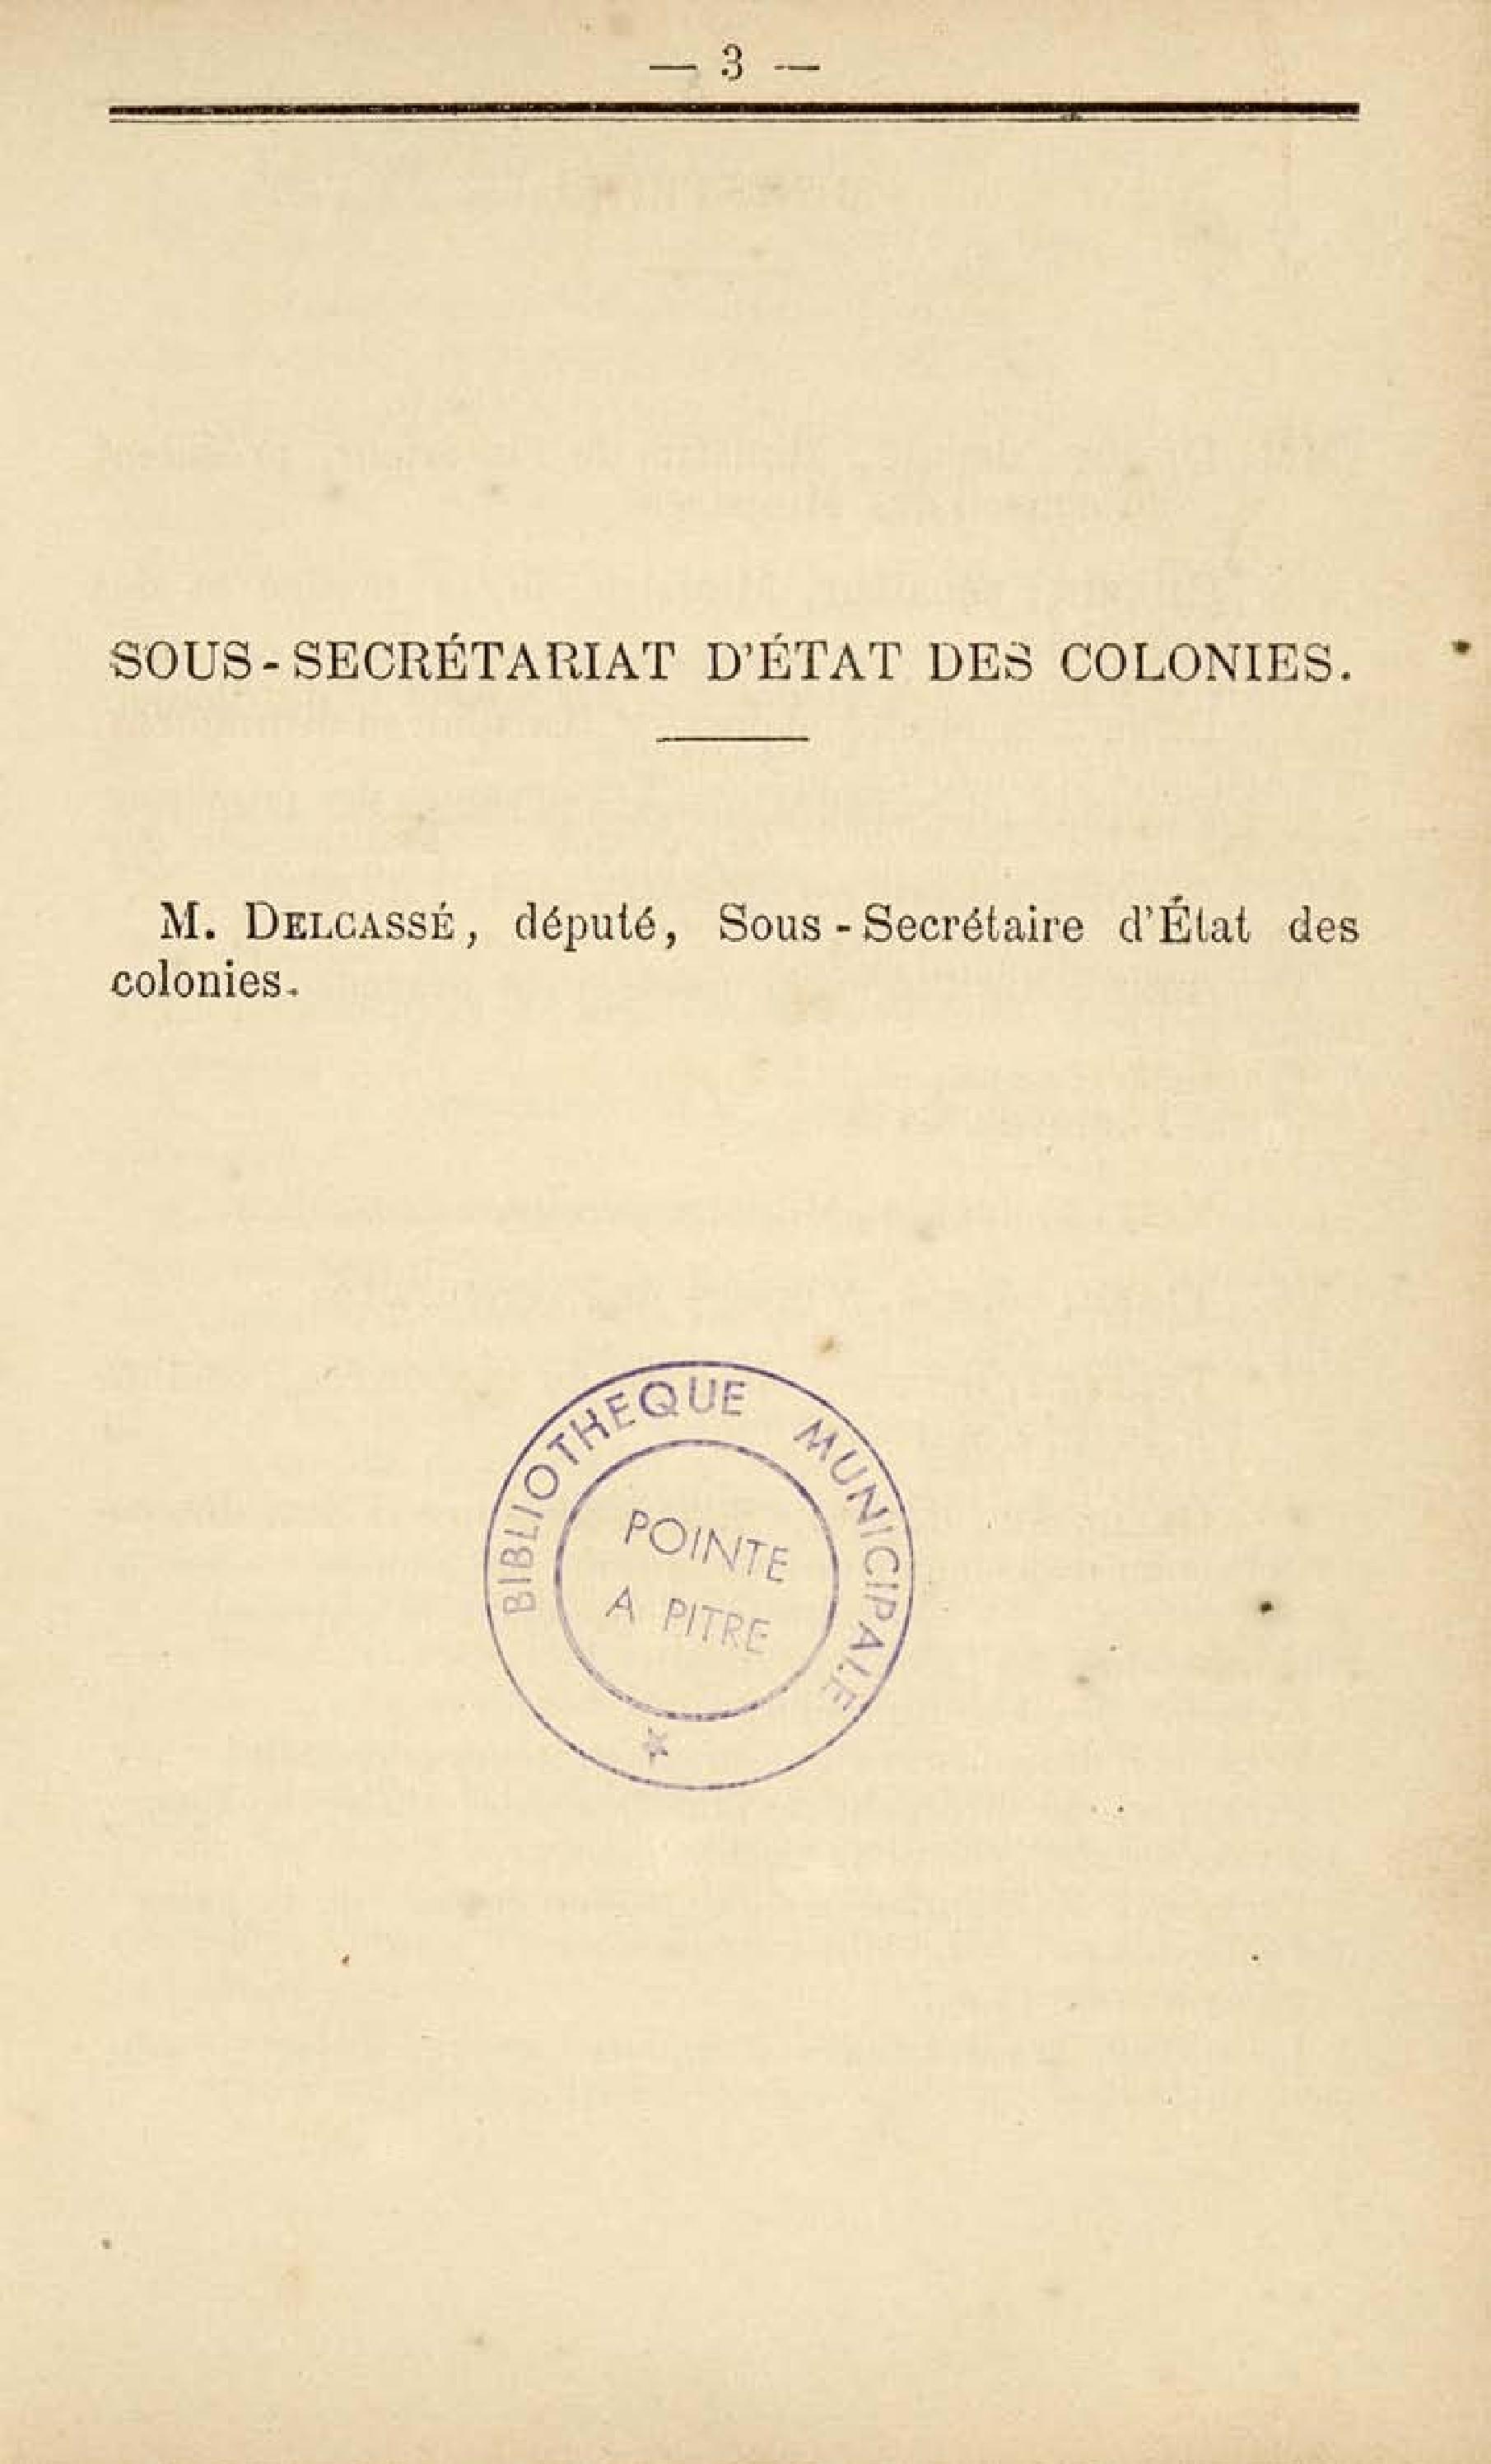 — 3 —
SOUS-SECRÉTARIAT D'ÉTAT DES COLONIES.
M. DELCASSÉ, député, Sous-Secrétaire d'État des
colonies.
BIBLIOTHEQUE MUNICIPALE
POINTE
A PITRE